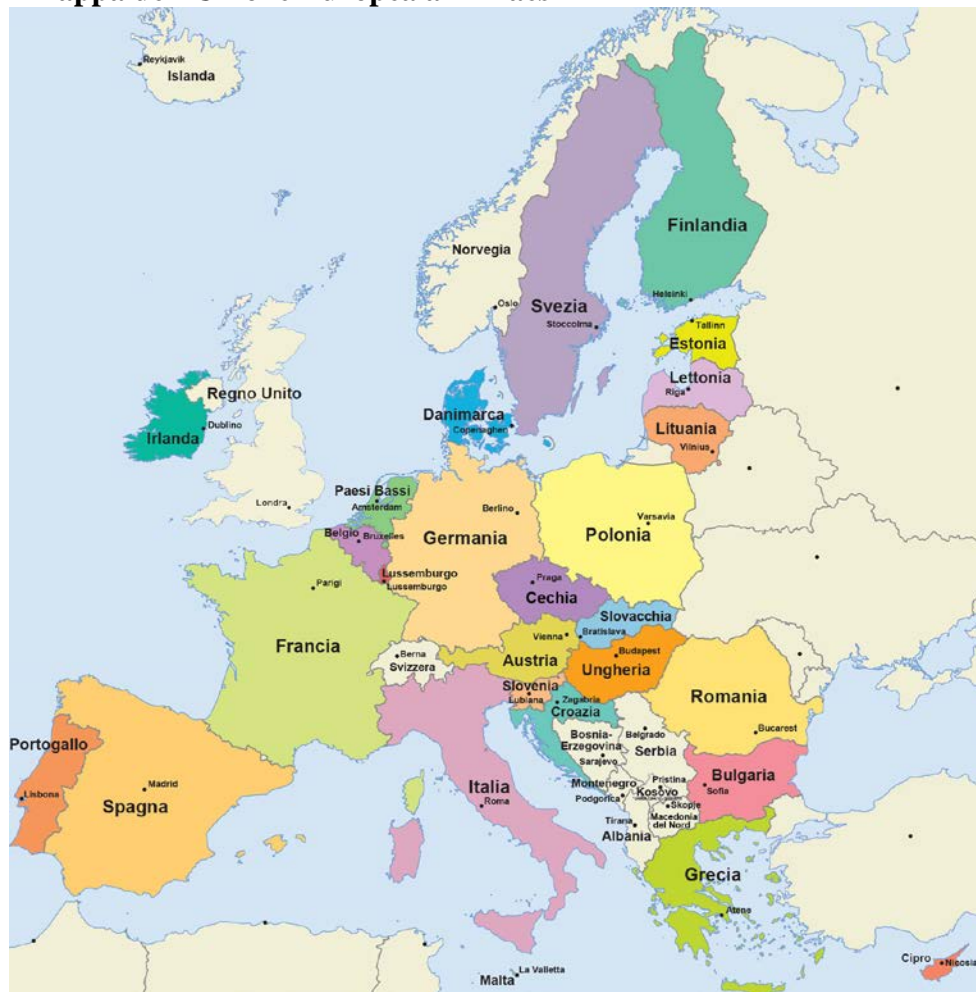 Reykjavik
Islanda
Finlandia
Norvegia
Helsinki
Oslo
Svezia
Stoccolma
Tallinn
Estonia
Lettonia
Riga
Regno Unito
Danimarca
Copenaghen
Dublino
Irlanda
Lituania
Vilnius
Paesi Bassi
Amsterdam
Londra
Berlino
Varsavia
Belgio
Bruxelles
Germania
Polonia
Lussemburgo
Lussemburgo
Parigi
Praga
Cechia
Slovacchia
Bratislava
Vienna
Francia
Berna
Svizzera
Austria
Budapest
Ungheria
Slovenia
Lubiana
Zagabria
Croazia
Romania
Bucarest
Bosnia-
Erzegovina
Sarajevo
Belgrado
Serbia
Portogallo
Lisbona
Madrid
Spagna
Italia
Roma
Montenegro
Podgorica
Pristina
Kosovo
Bulgaria
Sofia
Skopje
Macedonia
del Nord
Tirana
Albania
Grecia
Atene
Cipro
Nicosia
Malta
La Valletta